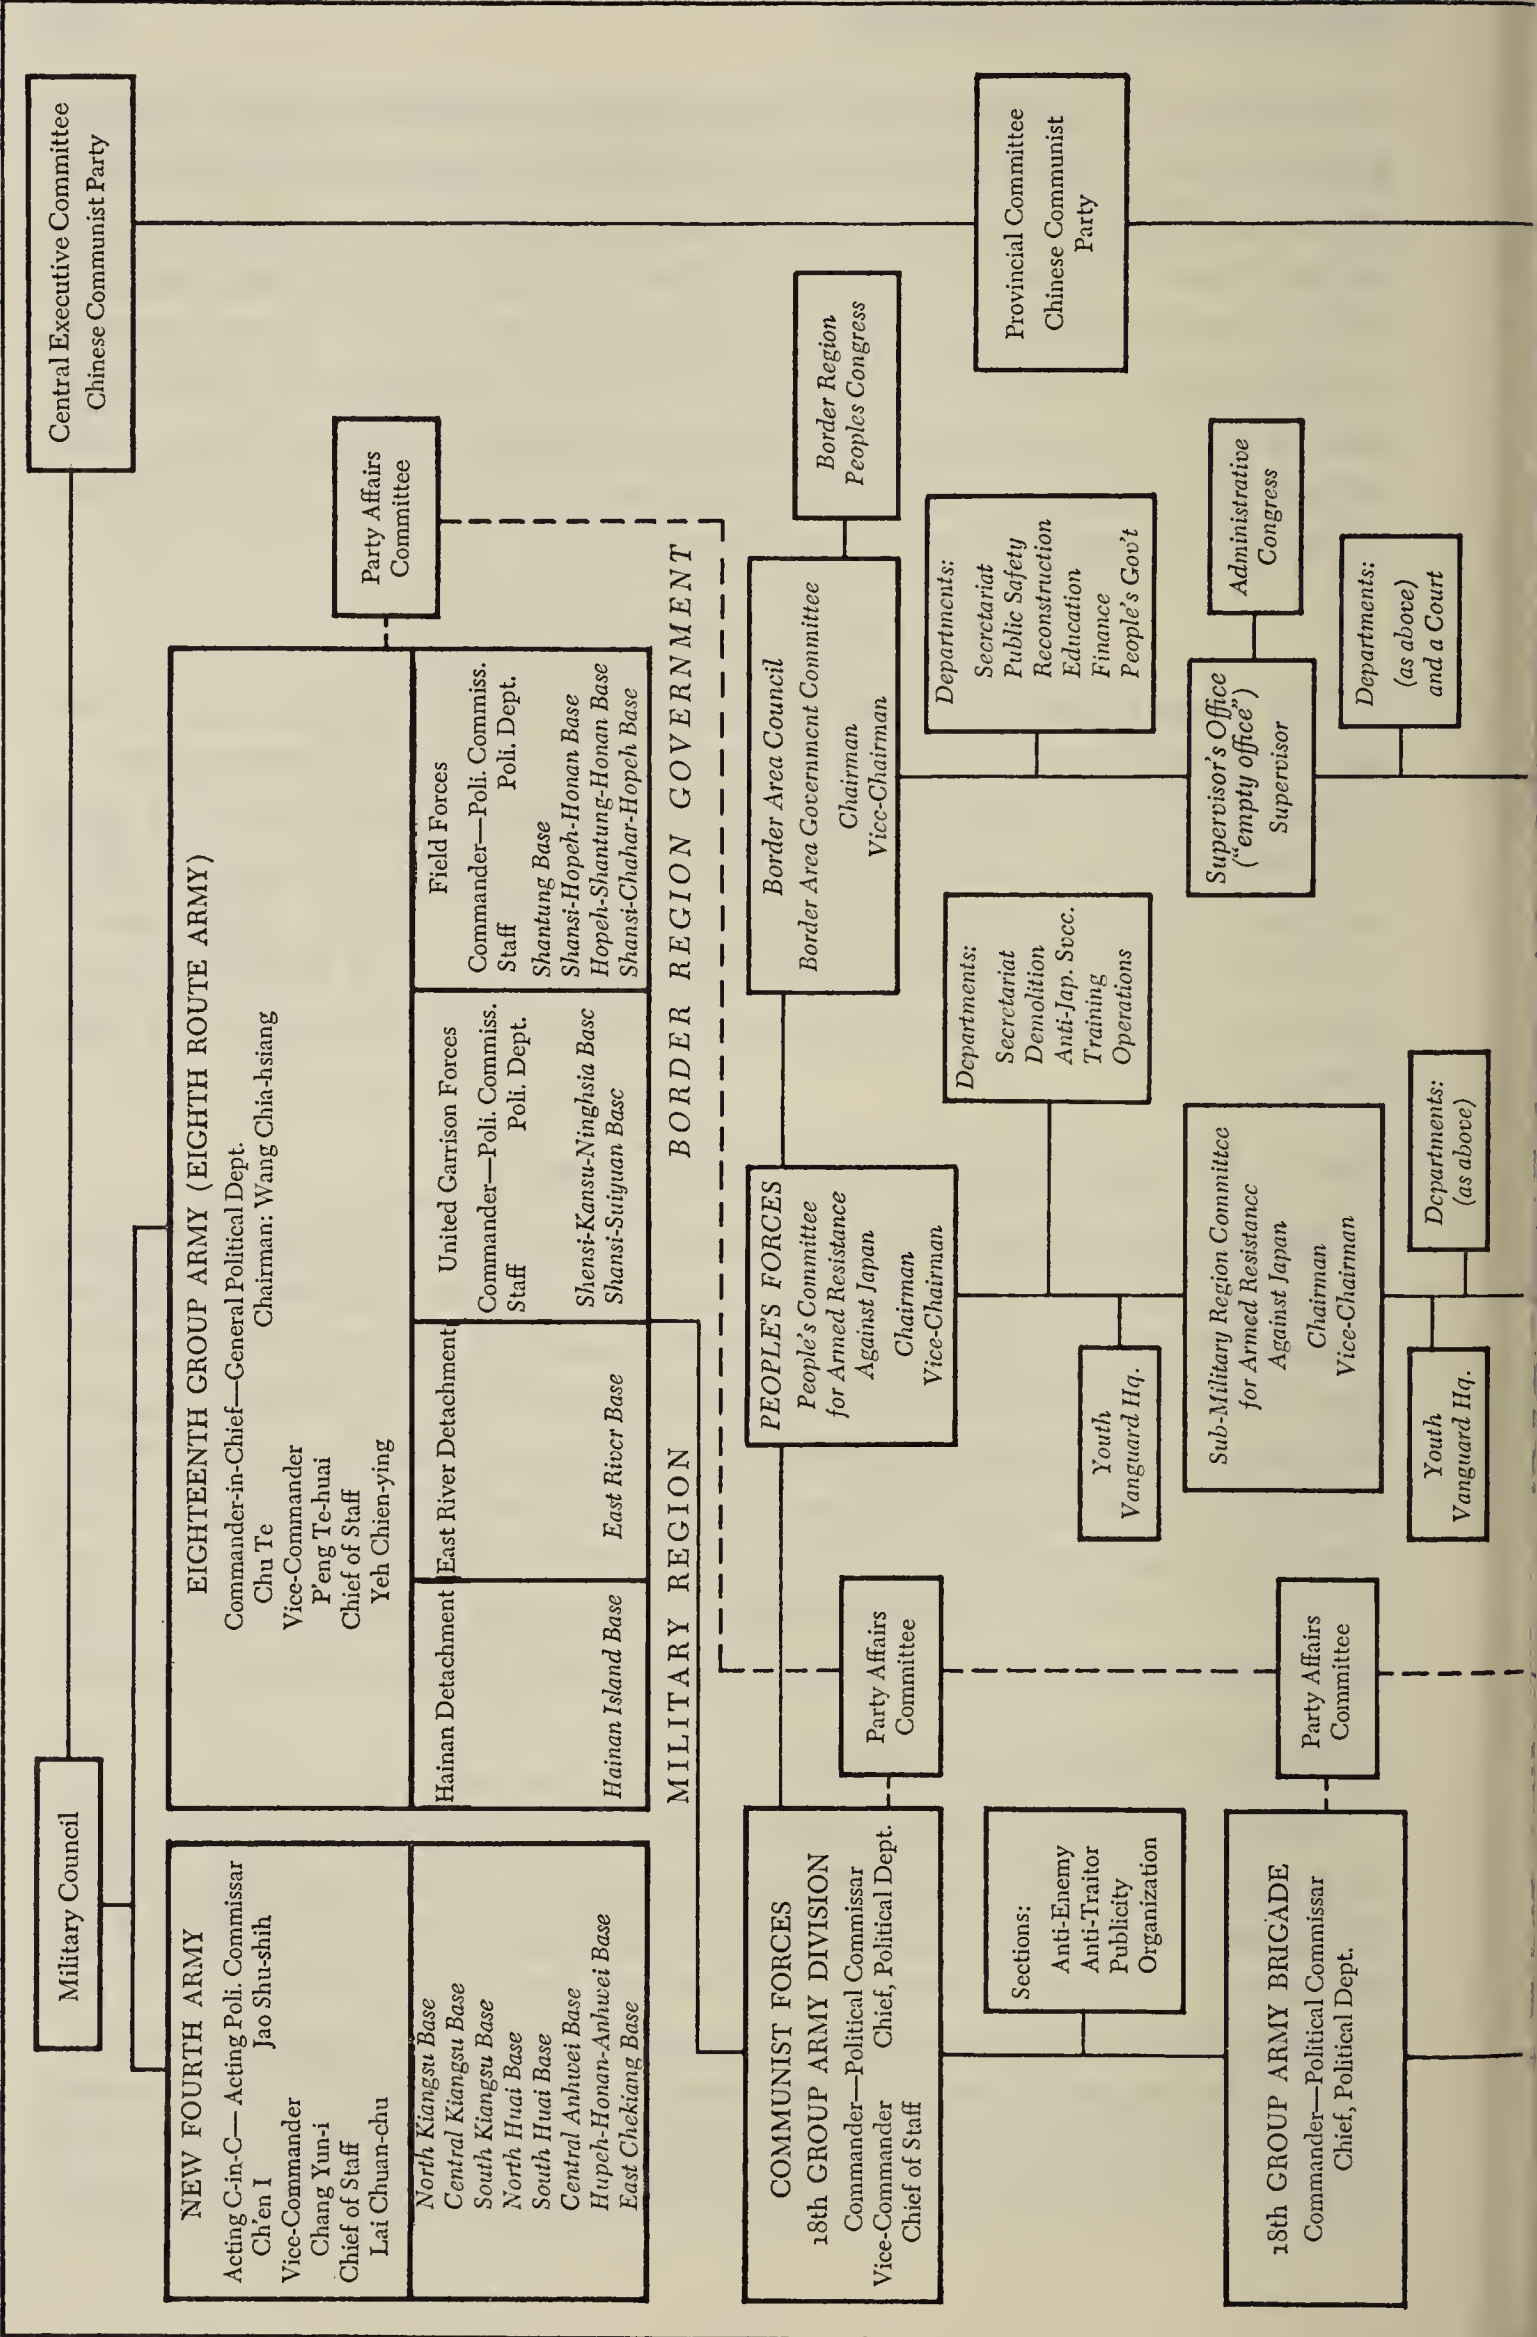 Military Council
Central Executive Committee
Chinese Communist Party
NEW FOURTH ARMY
Acting C-in-C— Acting Poli. Commissar
Ch'en I
Jao Shu-shih
Vice-Commander
Chang Yun-i
Chief of Staff
Lai Chuan-chu
North Kiangsu Base
Central Kiangsu Base
South Kiangsu Base
North Huai Base
South Huai Base
Central Anhwei Base
Hupeh-Honan-Anhwei Base
East Chekiang Base
EIGHTEENTH GROUP ARMY (EIGHTH ROUTE ARMY)
Commander-in-Chief—General Political Dept.
Chu Te
Chairman: Wang Chia-hsiang
Vice-Commander
P'eng Te-huai
Chief of Staff
Yeh Chien-ying
Hainan Detachment
Hainan Island Base
East River Detachment
East River Base
United Garrison Forces
Commander—Poli. Commiss.
Staff
Poli. Dept.
Shensi-Kansu-Ninghsia Base
Shansi-Suiyuan Base
Field Forces
Commander—Poli. Commiss.
Staff
Poli. Dept.
Shantung Base
Shansi-Hopeh-Honan Base
Hopeh-Shantung-Honan Base
Shansi-Chahar-Hopeh Base
Party Affairs
Committee
MILITARY REGION
BORDER REGION GOVERNMENT
COMMUNIST FORCES
18th GROUP ARMY DIVISION
Commander—Political Commissar
Vice-Commander
Chief, Political Dept.
Chief of Staff
Party Affairs
Committee
PEOPLE'S FORCES
People's Committee
for Armed Resistance
Against Japan
Chairman
Vice-Chairman
Border Area Council
Border Area Government Committee
Chairman
Vice-Chairman
Border Region
Peoples Congress
Sections:
Anti-Enemy
Anti-Traitor
Publicity
Organization
Youth
Vanguard Hq.
Departments:
Secretariat
Demolition
Anti-Jap. Svcc.
Training
Operations
Departments:
Secretariat
Public Safety
Reconstruction
Education
Finance
People's Gov't
Provincial Committee
Chinese Communist
Party
18th GROUP ARMY BRIGADE
Commander—Political Commissar
Chief, Political Dept.
Party Affairs
Committee
Sub-Military Region Committee
for Armed Resistance
Against Japan
Chairman
Vice-Chairman
Supervisor's Office
("empty office")
Supervisor
Administrative
Congress
Youth
Vanguard Hq.
Departments:
(as above)
Departments:
(as above)
and a Court